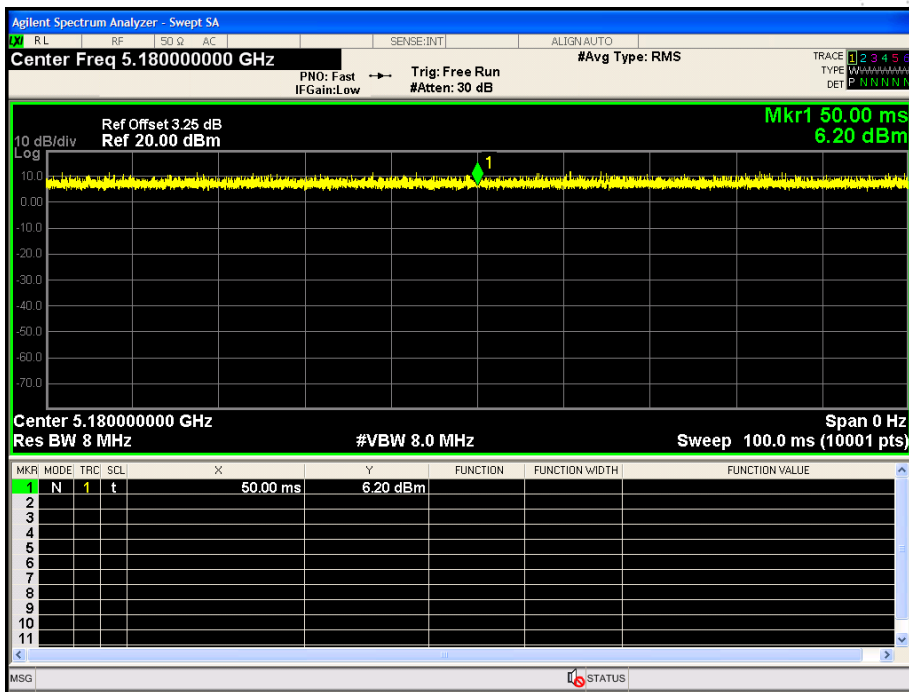 Agilent Spectrum Analyzer - Swept SA
LXI RL RF 50 Ω AC SENSE:INT ALIGN AUTO
Center Freq 5.180000000 GHz #Avg Type: RMS TRACE 1 2 3 4 5 6
PNO: Fast Trig: Free Run TYPE
IFGain:Low #Atten: 30 dB DET P N N N N
Mkr1 50.00 ms
Ref Offset 3.25 dB
10 dB/div Ref 20.00 dBm 6.20 dBm
Log
1
10.0
0.00
-10.0
-20.0
-30.0
-40.0
-50.0
-60.0
-70.0
Center 5.180000000 GHz Span 0 Hz
Res BW 8 MHz #VBW 8.0 MHz Sweep 100.0 ms (10001 pts)
MKR MODE TRC SCL X Y FUNCTION FUNCTION WIDTH FUNCTION VALUE
1 N 1 t 50.00 ms 6.20 dBm
2
3
4
5
6
7
8
9
10
11
MSG STATUS